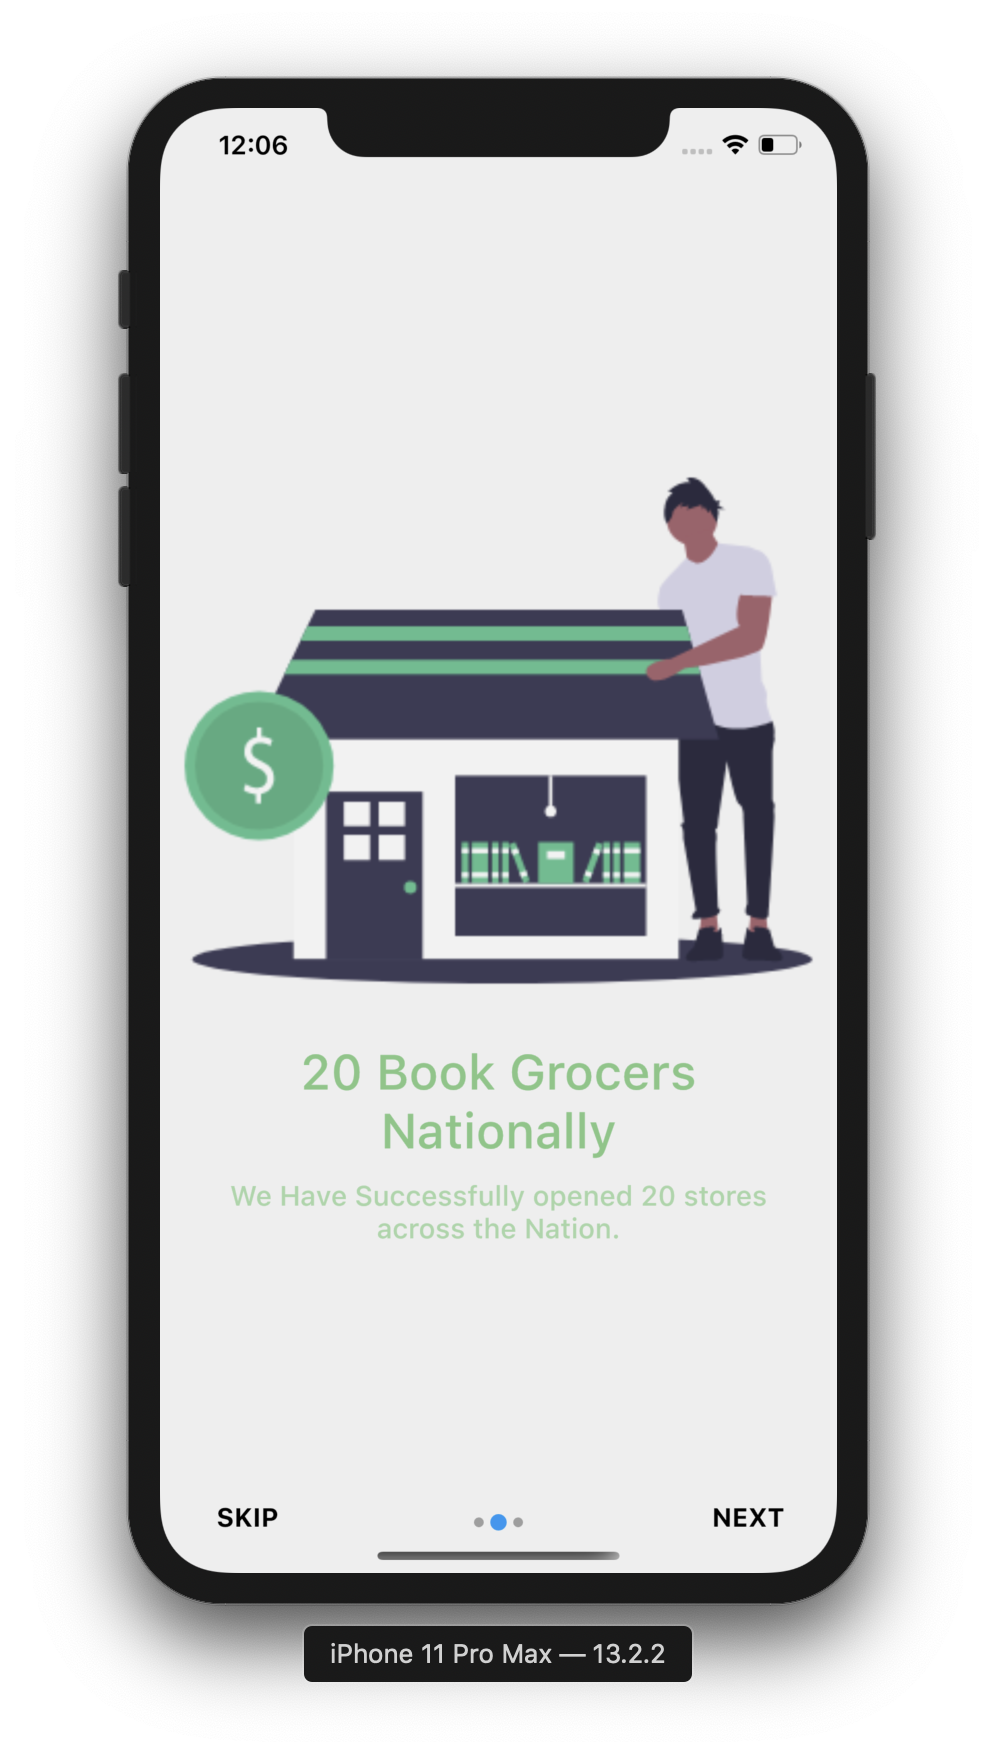 12:06
$
20 Book Grocers
Nationally
We Have Successfully opened 20 stores
across the Nation.
SKIP
NEXT
iPhone 11 Pro Max — 13.2.2